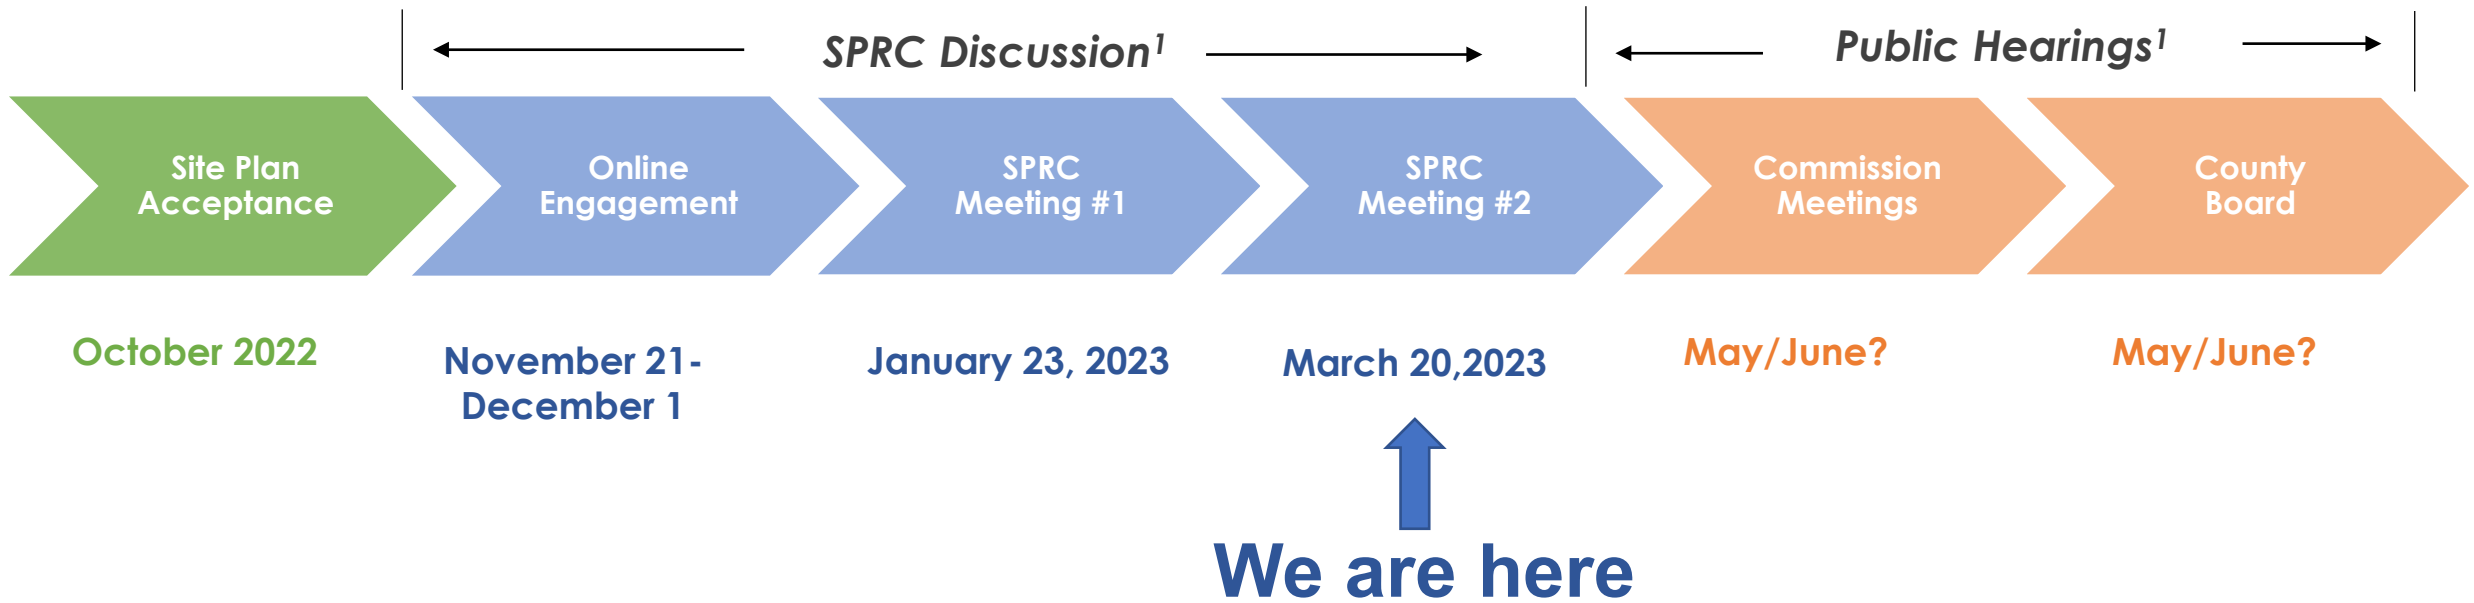 SPRC Discussion¹
Public Hearings¹
Site Plan
Acceptance
Online
Engagement
SPRC
Meeting #1
SPRC
Meeting #2
Commission
Meetings
County
Board
October 2022
November 21-
December 1
January 23, 2023
March 20,2023
May/June?
May/June?
We are here